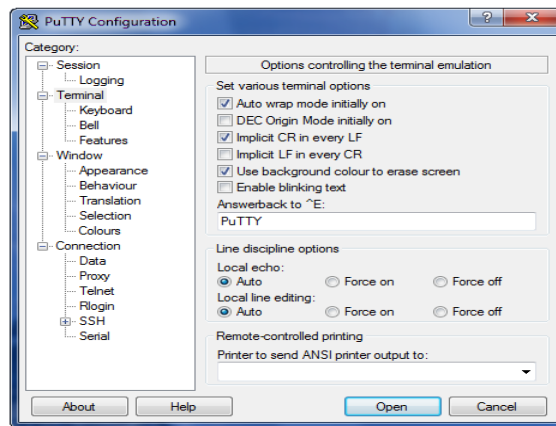 PuTTY Configuration
Category:
Session
Logging
Terminal
Keyboard
Bell
Features
Window
Appearance
Behaviour
Translation
Selection
Colours
Connection
Data
Proxy
Telnet
Rlogin
SSH
Serial
Options controlling the terminal emulation
Set various terminal options
Auto wrap mode initially on
DEC Origin Mode initially on
Implicit CR in every LF
Implicit LF in every CR
Use background colour to erase screen
Enable blinking text
Answerback to ^E:
PuTTY
Line discipline options
Local echo:
Auto Force on Force off
Local line editing:
Auto Force on Force off
Remote-controlled printing
Printer to send ANSI printer output to:
About Help Open Cancel